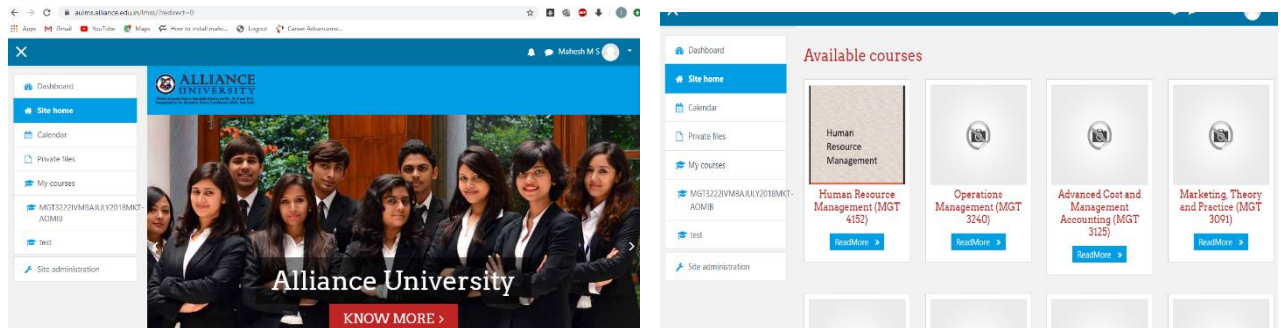 aulms.alliance.edu.in/lmss/?redirect=0
Apps Gmail YouTube Maps How to install mahe... Logout Career Advanceme...
Mahesh M S
Dashboard
Site home
Calendar
Private files
My courses
MGT3222IVMBAJULY2018MKT-
AOMIB
test
Site administration
ALLIANCE
UNIVERSITY
Alliance University
KNOW MORE >
Dashboard
Site home
Calendar
Private files
My courses
MGT3222IVMBAJULY2018MKT-
AOMIB
test
Site administration
Available courses
Human
Resource
Management
Human Resource
Management (MGT
4152)
ReadMore »
Operations
Management (MGT
3240)
ReadMore »
Advanced Cost and
Management
Accounting (MGT
3125)
ReadMore »
Marketing, Theory
and Practice (MGT
3091)
ReadMore »